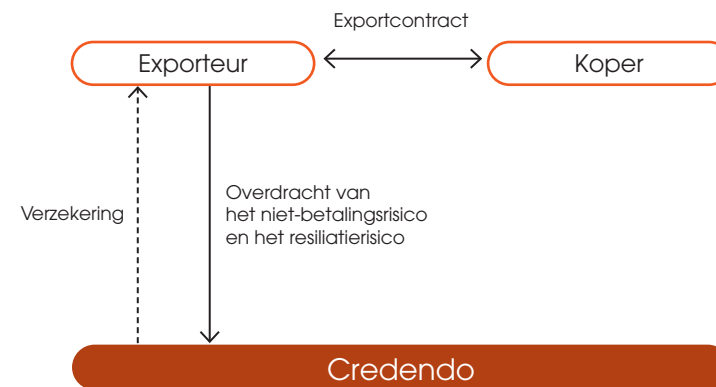 Exportcontract
Exporteur
Koper
Verzekering
Overdracht van
het niet-betalingsrisico
en het resiliatierisico
Credendo